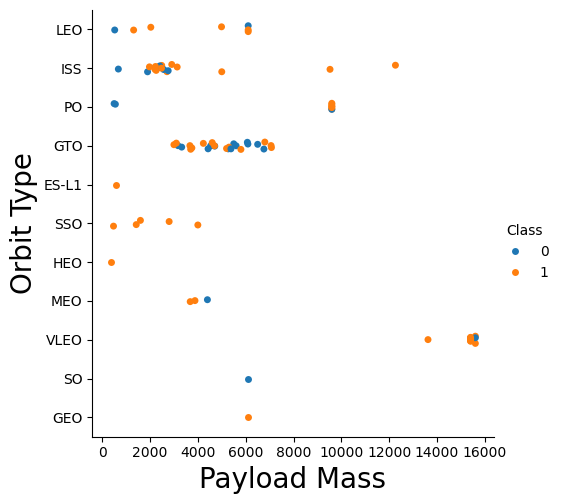 LEO
ISS
PO
GTO
ES-L1
SSO
HEO
MEO
VLEO
SO
GEO
Orbit Type
0 2000 4000 6000 8000 10000 12000 14000 16000
Payload Mass
Class
0
1